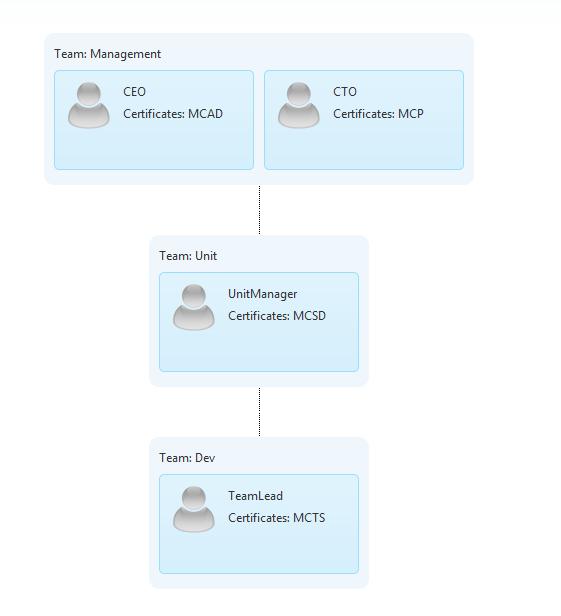 Team: Management
CEO
Certificates: MCAD
CTO
Certificates: MCP
Team: Unit
UnitManager
Certificates: MCSD
Team: Dev
TeamLead
Certificates: MCTS